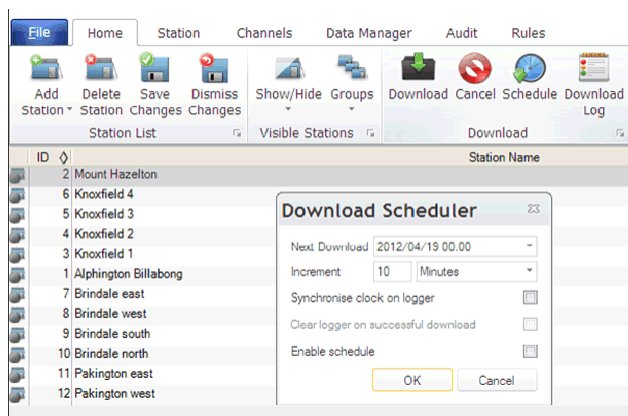 File Home Station Channels Data Manager Audit Rules
Add Station Delete Station Save Changes Dismiss Changes Show/Hide Groups Download Cancel Schedule Download Log
Station List Visible Stations Download
ID Station Name
2 Mount Hazelton
6 Knoxfield 4
5 Knoxfield 3
4 Knoxfield 2
3 Knoxfield 1
1 Alphington Billabong
7 Brindale east
8 Brindale west
9 Brindale south
10 Brindale north
11 Pakington east
12 Pakington west
Download Scheduler
Next Download 2012/04/19 00.00
Increment: 10 Minutes
Synchronise clock on logger
Clear logger on successful download
Enable schedule
OK Cancel